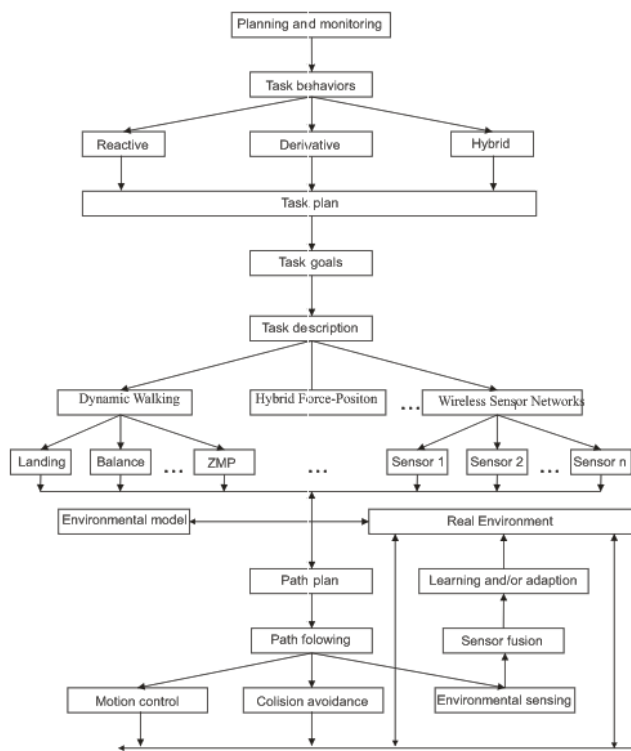 Planning and monitoring
Task behaviors
Reactive
Derivative
Hybrid
Task plan
Task goals
Task description
Dynamic Walking
Hybrid Force-Positon
...
Wireless Sensor Networks
Landing
Balance
...
ZMP
...
Sensor 1
Sensor 2
...
Sensor n
Environmental model
Real Environment
Path plan
Learning and/or adaption
Path folowing
Sensor fusion
Motion control
Colision avoidance
Environmental sensing